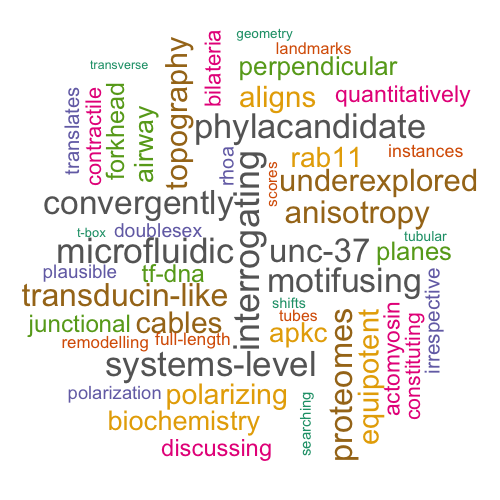 geometry
landmarks
transverse
perpendicular
topography
bilateria
aligns
quantitatively
translates
contractile
forkhead
airway
phylacandidate
rab11
instances
rhoa
scores
underexplored
convergently
anisotropy
interrogating
t-box
doublesex
microfluidic
unc-37
tubular
planes
plausible
tf-dna
motifusing
irrespective
transducin-like
shifts
tubes
junctional
cables
apkc
remodelling
full-length
proteomes
equipotent
actomyosin
constituting
systems-level
polarization
polarizing
biochemistry
searching
discussing